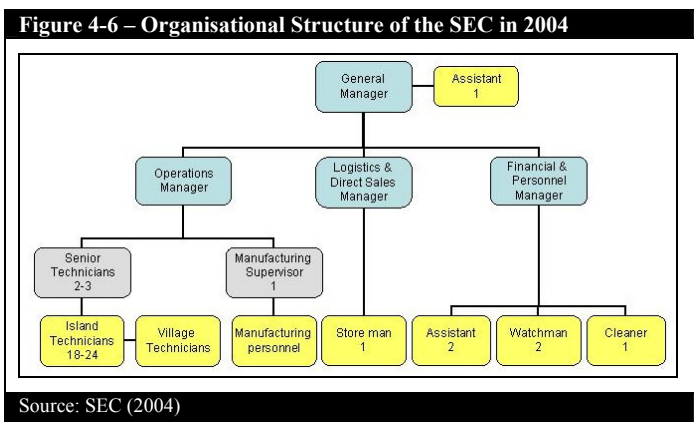 Figure 4-6 – Organisational Structure of the SEC in 2004
General
Manager
Assistant
1
Operations
Manager
Logistics &
Direct Sales
Manager
Financial &
Personnel
Manager
Senior
Technicians
2-3
Manufacturing
Supervisor
1
Island
Technicians
18-24
Village
Technicians
Manufacturing
personnel
Store man
1
Assistant
2
Watchman
2
Cleaner
1
Source: SEC (2004)